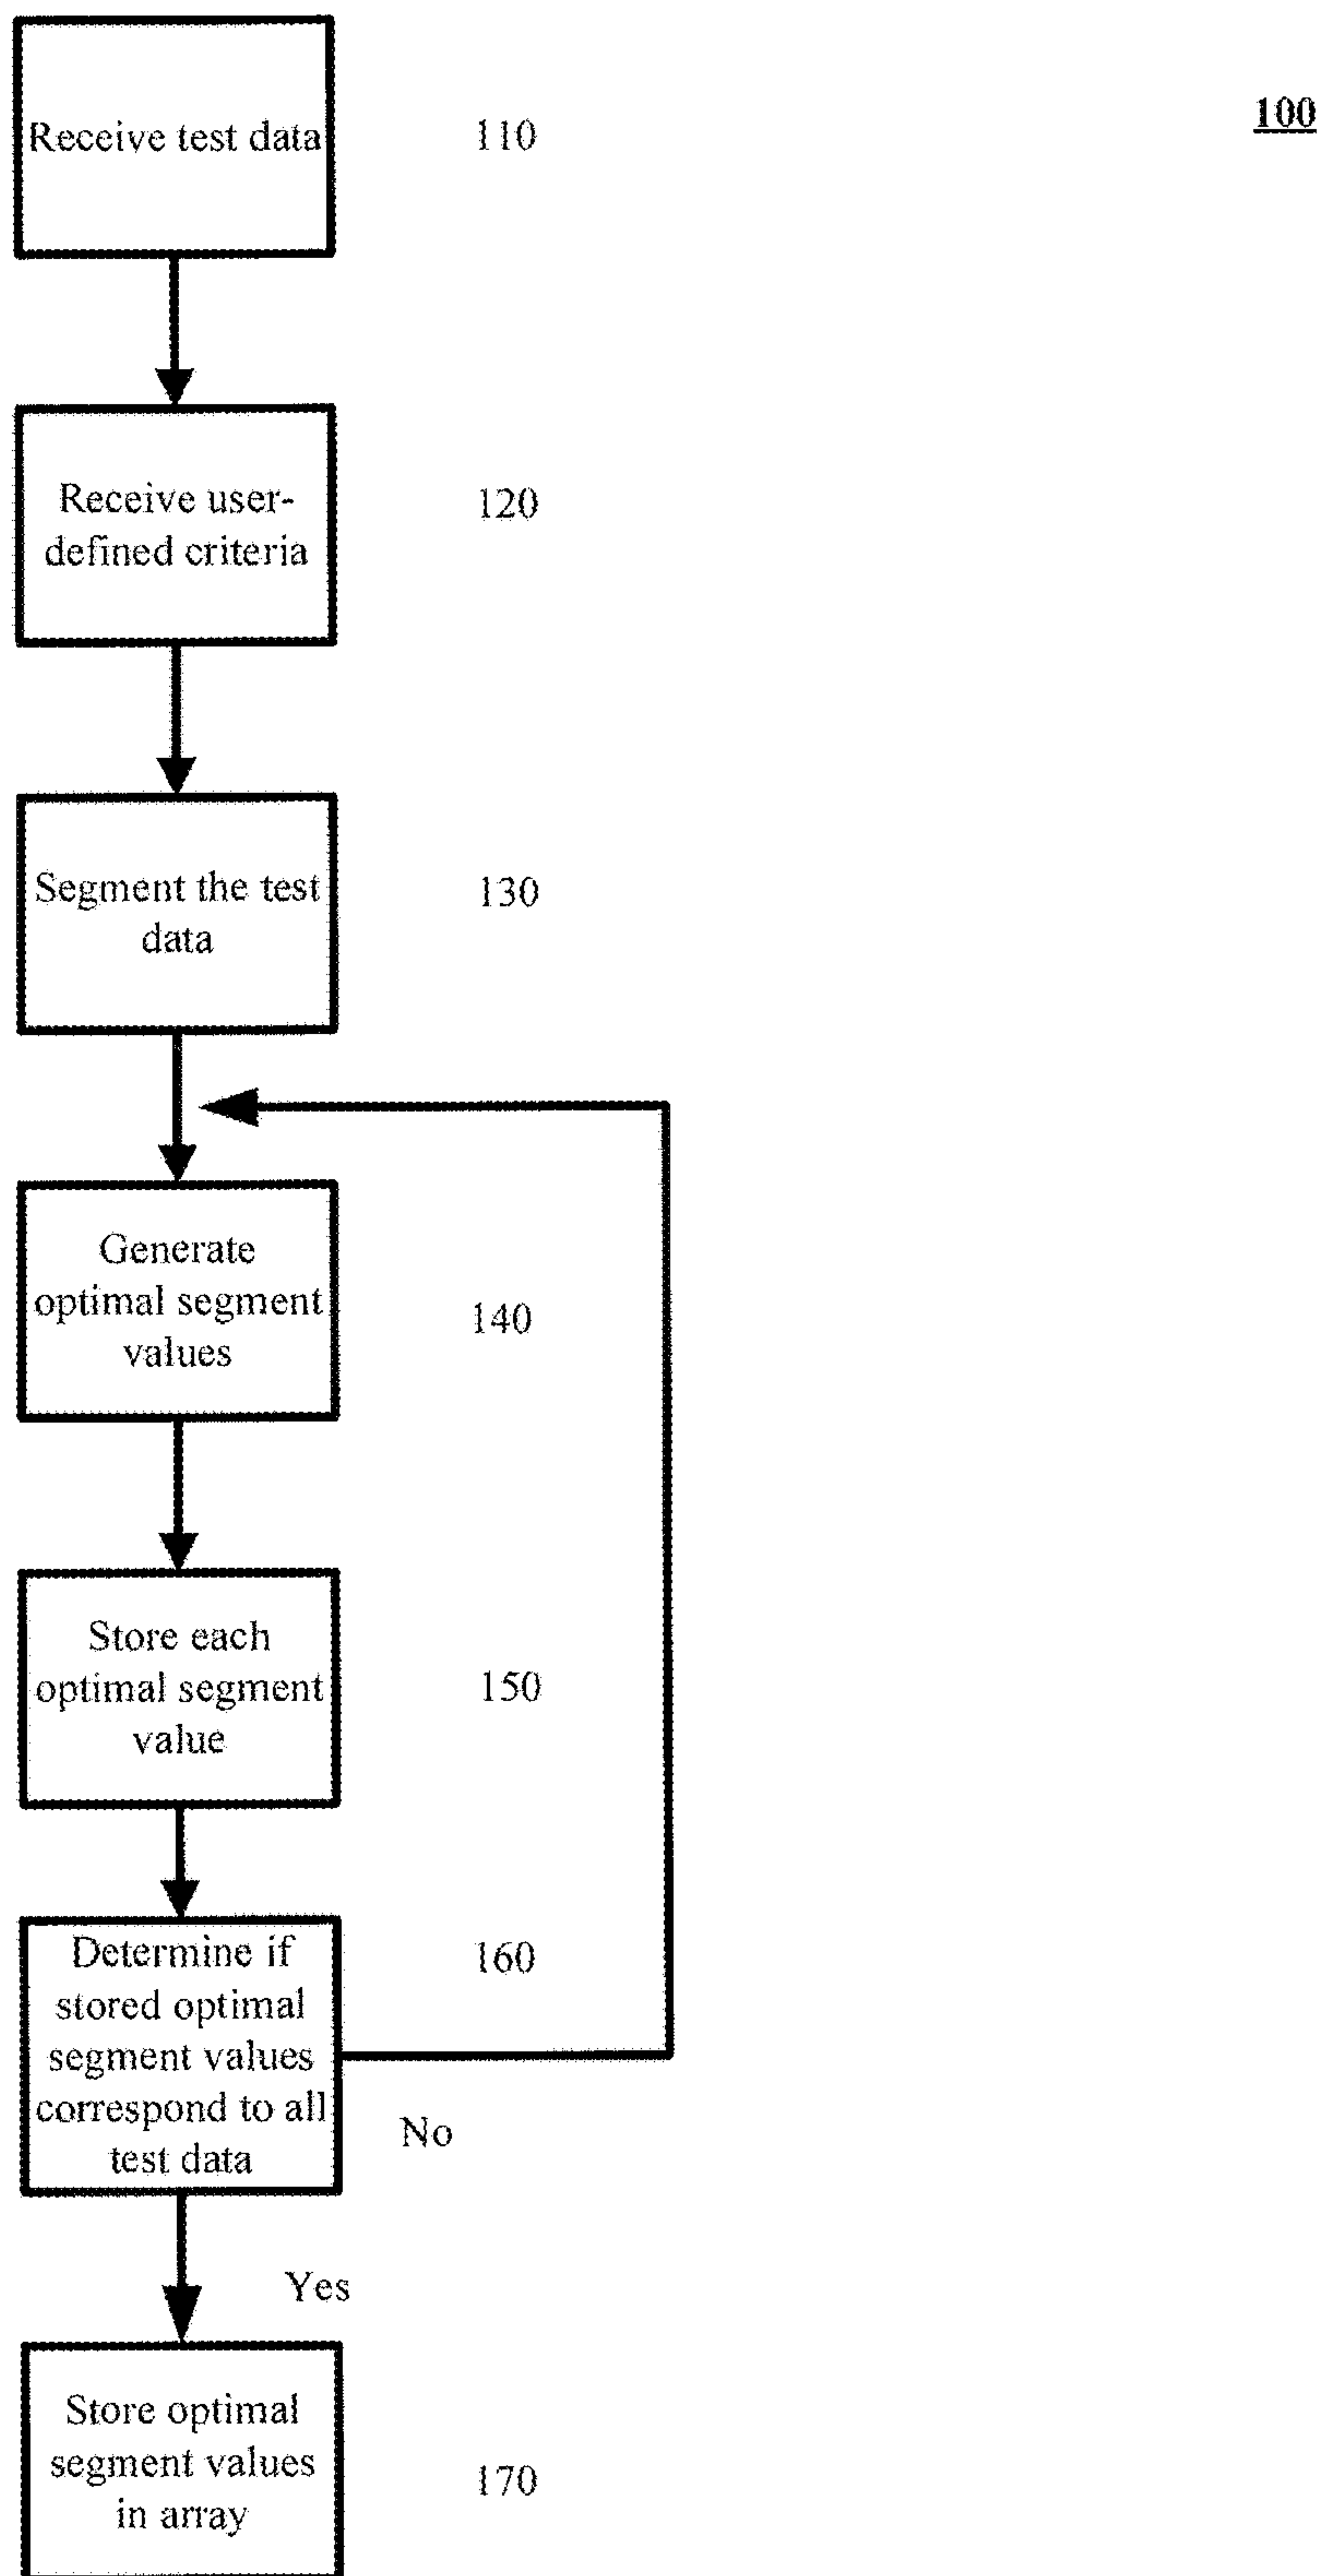 100
Receive test data
110
Receive user-
defined criteria
120
Segment the test
data
130
Generate
optimal segment
values
140
Store each
optimal segment
value
150
Determine if
stored optimal
segment values
correspond to all
test data
160
No
Yes
Store optimal
segment values
in array
170